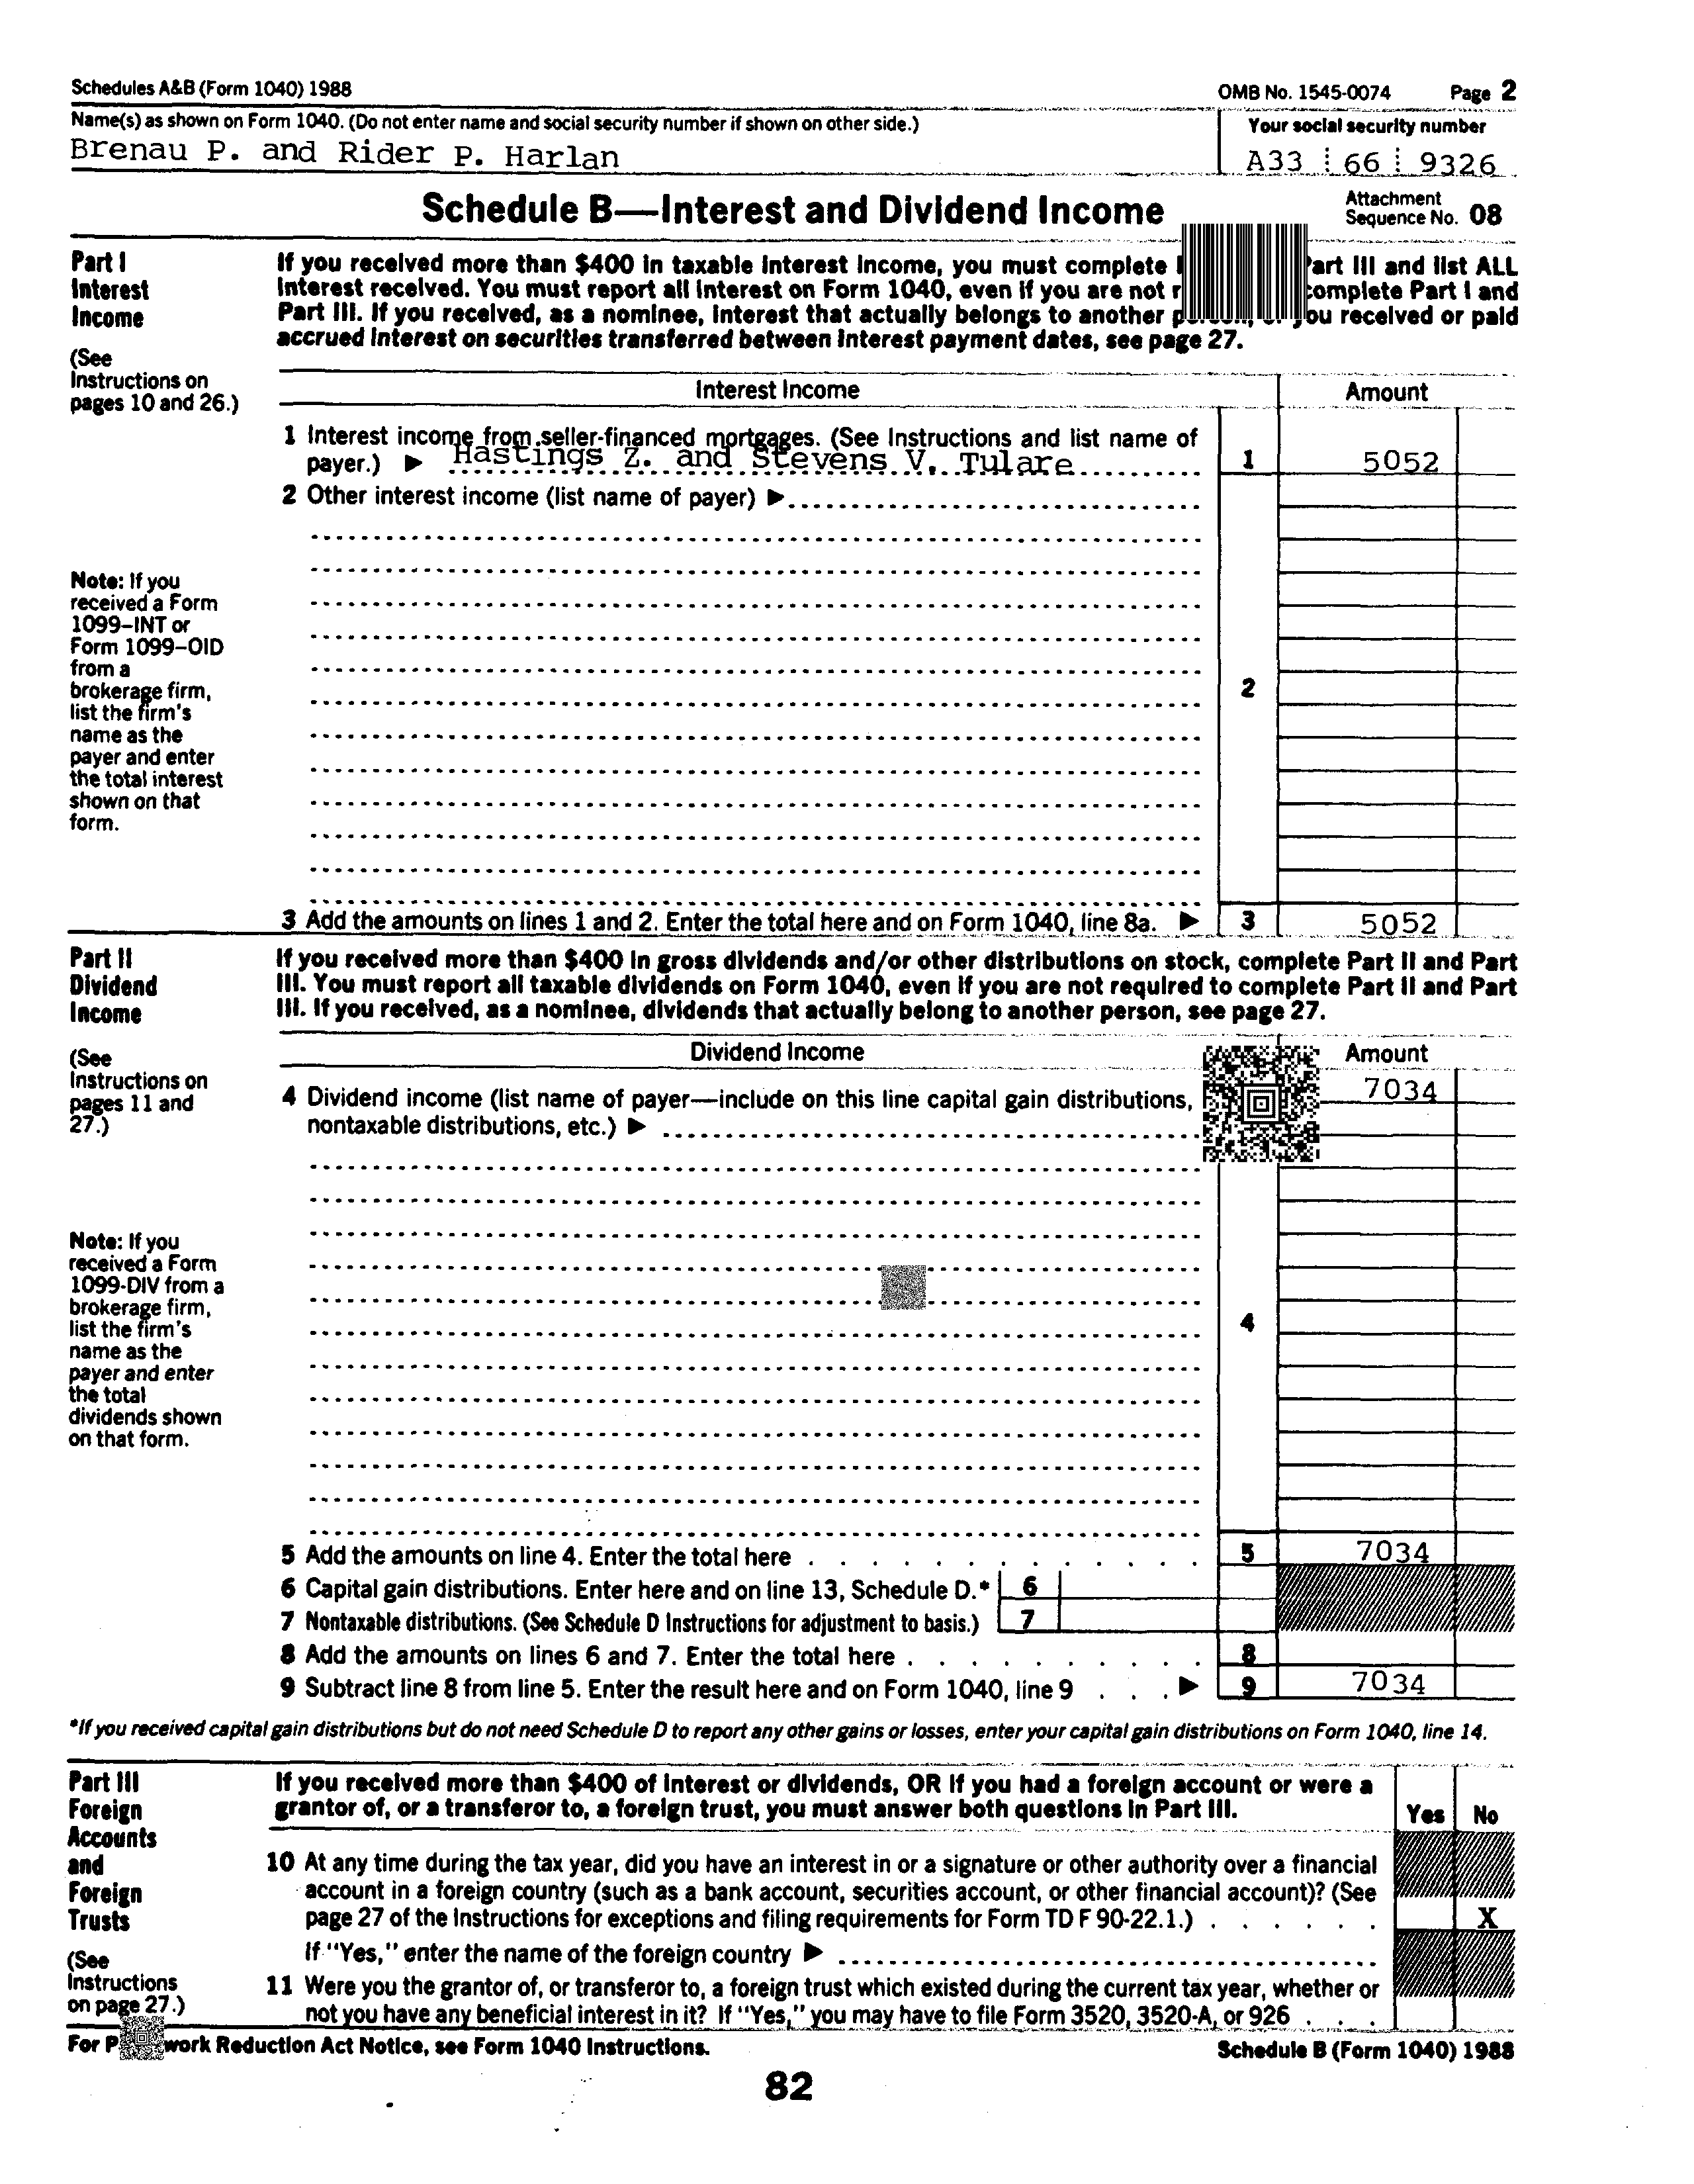 Schedules A&B (Form 1040) 1988 OMB No. 1545-0074 Page 2
Name(s) as shown on Form 1040. (Do not enter name and social security number if shown on other side.) Your social security number
Brenau P. and Rider P. Harlan A33 66 9326
Schedule B—Interest and Dividend Income
Attachment
Sequence No. 08
Part I
Interest
Income
(See
Instructions on
pages 10 and 26.)
If you received more than $400 in taxable interest income, you must complete Part III and list ALL
interest received. You must report all interest on Form 1040, even if you are not complete Part I and
Part III. If you received, as a nominee, interest that actually belongs to another you received or paid
accrued interest on securities transferred between interest payment dates, see page 27.
Interest Income Amount
1 Interest income from seller-financed mortgages. (See Instructions and list name of
payer.) ▶ Hastings Z. and Stevens V. Tulare 1 5052
2 Other interest income (list name of payer) ▶
Note: If you
received a Form
1099–INT or
Form 1099–OID
from a
brokerage firm,
list the firm's
name as the
payer and enter
the total interest
shown on that
form.
2
3 Add the amounts on lines 1 and 2. Enter the total here and on Form 1040, line 8a. ▶ 3 5052
Part II
Dividend
Income
(See
Instructions on
pages 11 and
27.)
If you received more than $400 in gross dividends and/or other distributions on stock, complete Part II and Part
III. You must report all taxable dividends on Form 1040, even if you are not required to complete Part II and Part
III. If you received, as a nominee, dividends that actually belong to another person, see page 27.
Dividend Income Amount
7034
4 Dividend income (list name of payer—include on this line capital gain distributions,
nontaxable distributions, etc.) ▶
Note: If you
received a Form
1099-DIV from a
brokerage firm,
list the firm's
name as the
payer and enter
the total
dividends shown
on that form.
4
5 Add the amounts on line 4. Enter the total here 5 7034
6 Capital gain distributions. Enter here and on line 13, Schedule D.* 6
7 Nontaxable distributions. (See Schedule D Instructions for adjustment to basis.) 7
8 Add the amounts on lines 6 and 7. Enter the total here 8
9 Subtract line 8 from line 5. Enter the result here and on Form 1040, line 9 ▶ 9 7034
*If you received capital gain distributions but do not need Schedule D to report any other gains or losses, enter your capital gain distributions on Form 1040, line 14.
Part III
Foreign
Accounts
and
Foreign
Trusts
(See
Instructions
on page 27.)
If you received more than $400 of interest or dividends, OR if you had a foreign account or were a
grantor of, or a transferor to, a foreign trust, you must answer both questions in Part III. Yes No
10 At any time during the tax year, did you have an interest in or a signature or other authority over a financial
account in a foreign country (such as a bank account, securities account, or other financial account)? (See
page 27 of the Instructions for exceptions and filing requirements for Form TD F 90-22.1.) X
If "Yes," enter the name of the foreign country ▶
11 Were you the grantor of, or transferor to, a foreign trust which existed during the current tax year, whether or
not you have any beneficial interest in it? If "Yes," you may have to file Form 3520, 3520-A, or 926
For work Reduction Act Notice, see Form 1040 Instructions. Schedule B (Form 1040) 1988
82